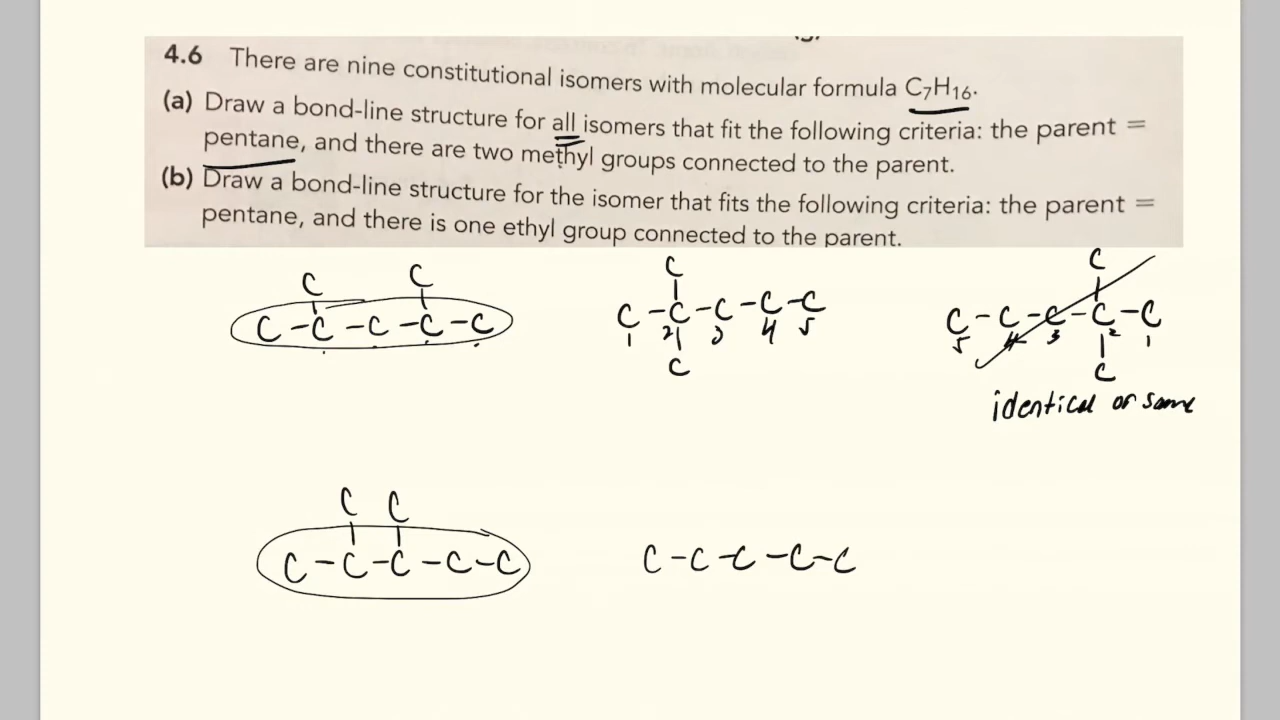 4.6 There are nine constitutional isomers with molecular formula C₇H₁₆.
(a) Draw a bond-line structure for all isomers that fit the following criteria: the parent =
pentane, and there are two methyl groups connected to the parent.
(b) Draw a bond-line structure for the isomer that fits the following criteria: the parent =
pentane, and there is one ethyl group connected to the parent.
C C
C-C-C-C-C
C
C-C-C-C-C
1 2 3 4 5
C
C
C-C-C-C-C
5 4 3 2 1
C
identical or same
C C
C-C-C-C-C
C-C-C-C-C